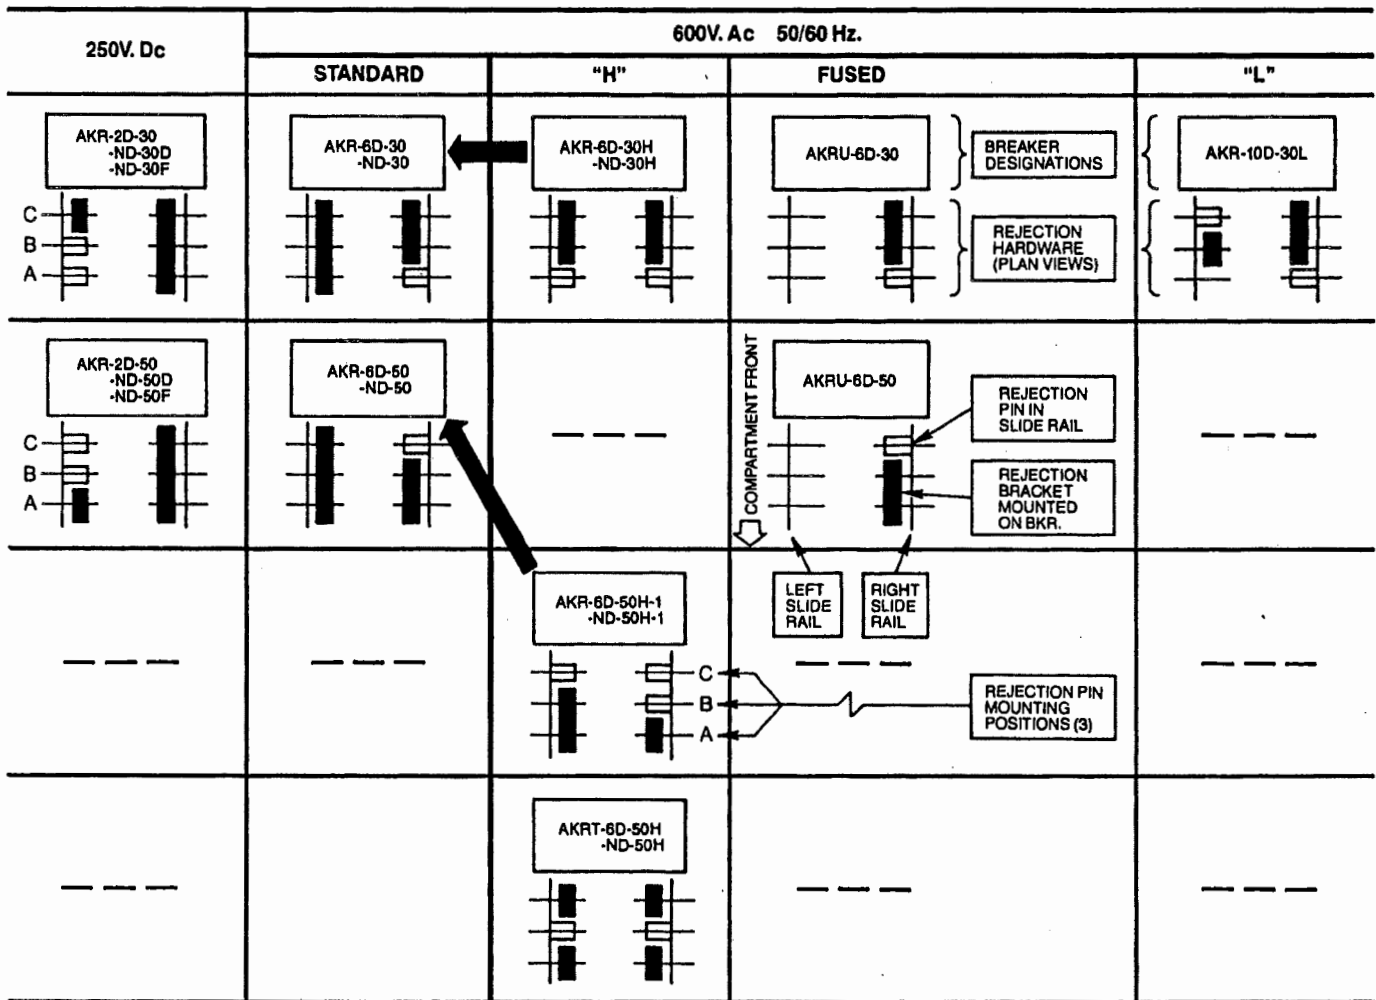 250V. Dc
600V. Ac 50/60 Hz.
STANDARD
"H"
FUSED
"L"
AKR-2D-30
-ND-30D
-ND-30F
AKR-6D-30
-ND-30
AKR-6D-30H
-ND-30H
AKRU-6D-30
BREAKER
DESIGNATIONS
AKR-10D-30L
C
B
A
REJECTION
HARDWARE
(PLAN VIEWS)
AKR-2D-50
-ND-50D
-ND-50F
AKR-6D-50
-ND-50
COMPARTMENT FRONT
AKRU-6D-50
REJECTION
PIN IN
SLIDE RAIL
C
B
A
REJECTION
BRACKET
MOUNTED
ON BKR.
AKR-6D-50H-1
-ND-50H-1
LEFT
SLIDE
RAIL
RIGHT
SLIDE
RAIL
C
B
A
REJECTION PIN
MOUNTING
POSITIONS (3)
AKRT-6D-50H
-ND-50H